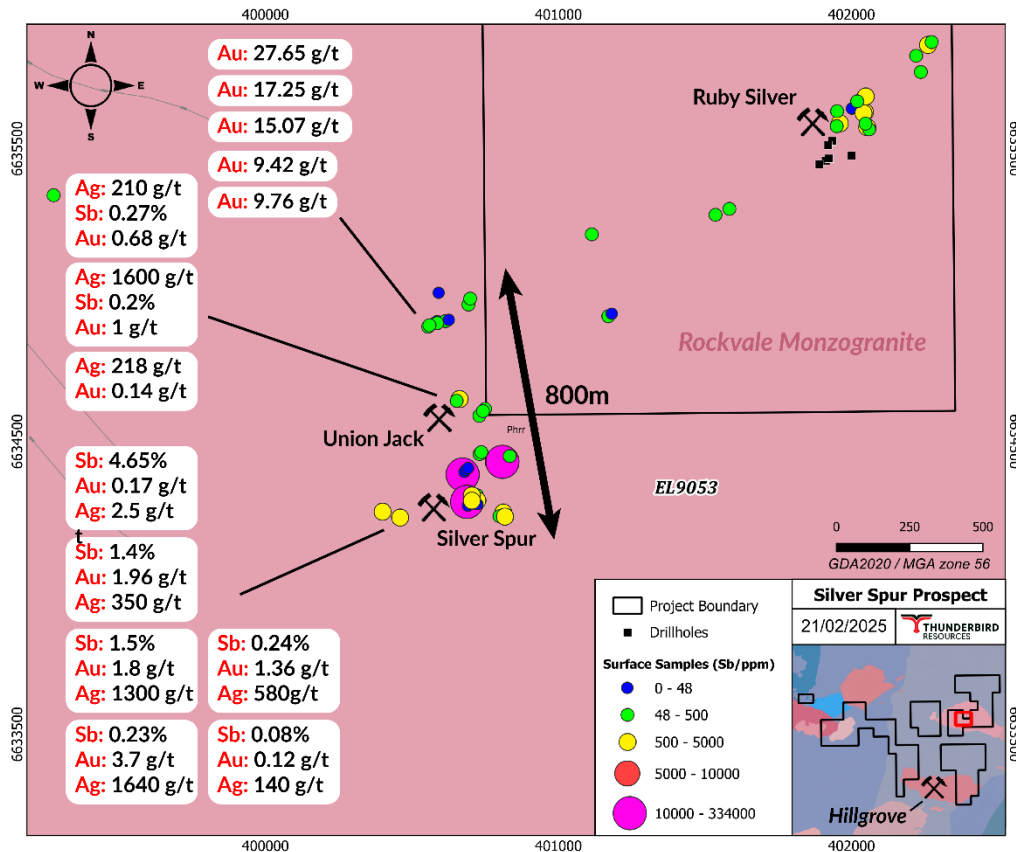 400000
401000
402000
N
W
E
S
Au: 27.65 g/t
Au: 17.25 g/t
Au: 15.07 g/t
Au: 9.42 g/t
Au: 9.76 g/t
Ruby Silver
6635500
6635500
Ag: 210 g/t
Sb: 0.27%
Au: 0.68 g/t
Ag: 1600 g/t
Sb: 0.2%
Au: 1 g/t
Ag: 218 g/t
Au: 0.14 g/t
Rockvale Monzogranite
800m
Union Jack
Phrr
6634500
6634500
Sb: 4.65%
Au: 0.17 g/t
Ag: 2.5 g/t
t
EL9053
Silver Spur
Sb: 1.4%
Au: 1.96 g/t
Ag: 350 g/t
0 250 500
GDA2020 / MGA zone 56
Sb: 1.5%
Au: 1.8 g/t
Ag: 1300 g/t
Sb: 0.24%
Au: 1.36 g/t
Ag: 580g/t
Sb: 0.23%
Au: 3.7 g/t
Ag: 1640 g/t
Sb: 0.08%
Au: 0.12 g/t
Ag: 140 g/t
6633500
6633500
Project Boundary
Drillholes
Surface Samples (Sb/ppm)
0 - 48
48 - 500
500 - 5000
5000 - 10000
10000 - 334000
Silver Spur Prospect
21/02/2025
THUNDERBIRD
RESOURCES
Hillgrove
400000
401000
402000